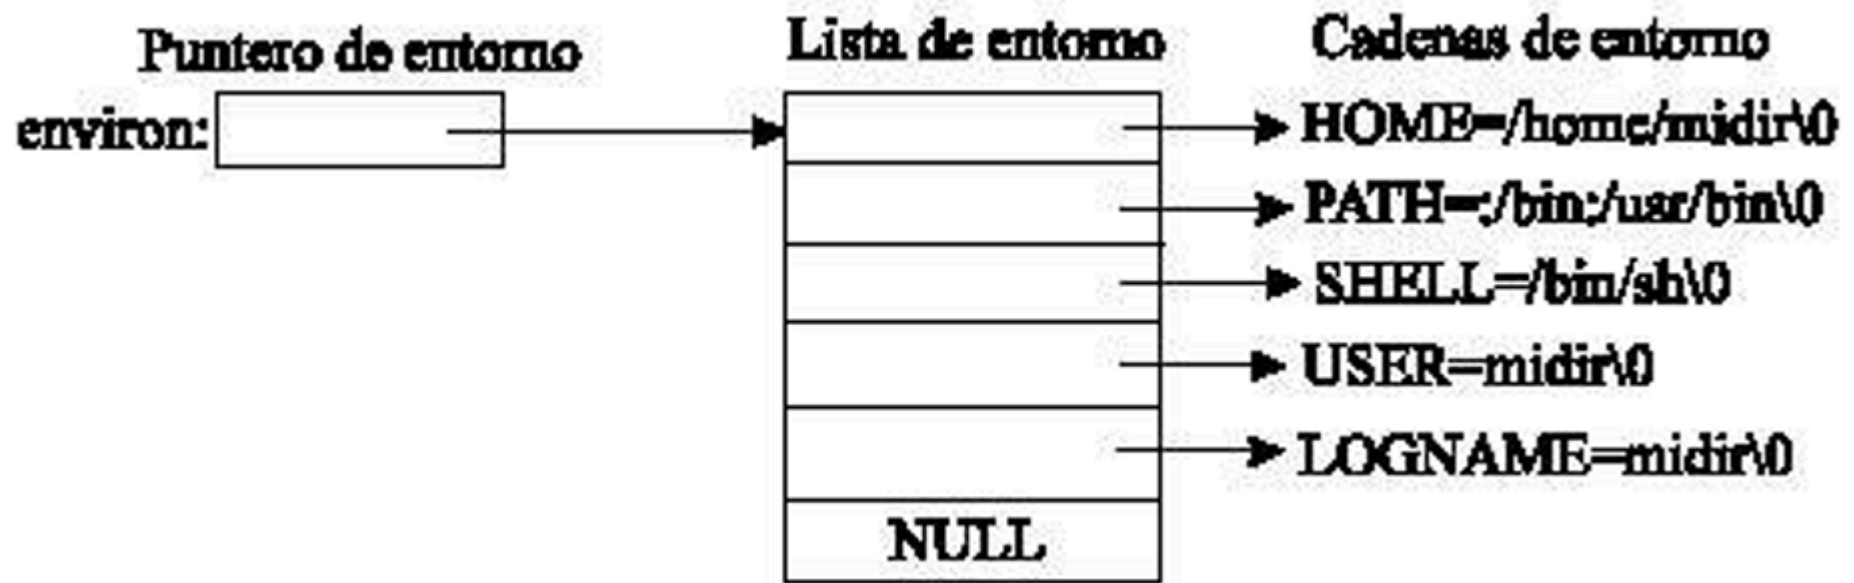 Puntero de entorno
Lista de entorno
Cadenas de entorno
environ:
HOME=/home/midir\0
PATH=:/bin:/usr/bin\0
SHELL=/bin/sh\0
USER=midir\0
LOGNAME=midir\0
NULL